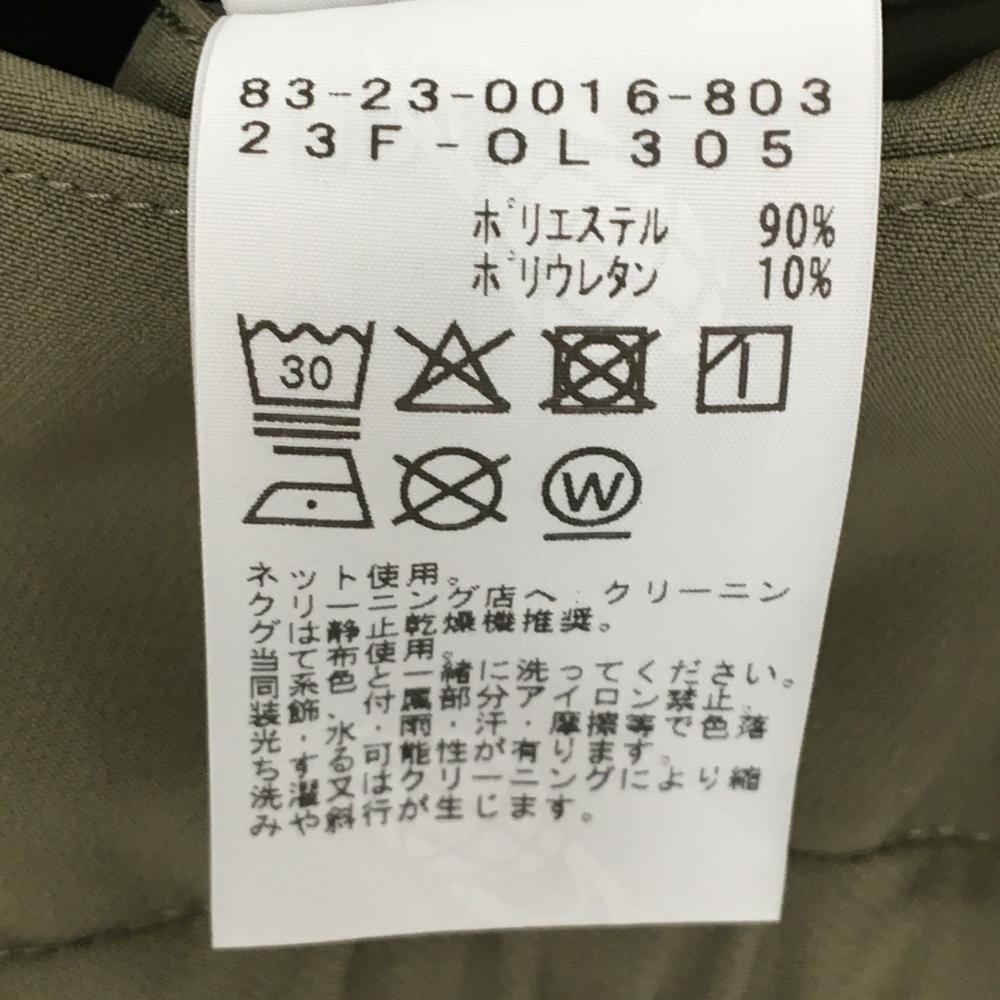 83-23-0016-803
23F-OL305
ポリエステル 90%
ポリウレタン 10%
30
W
ネット使用。
クリーニング店へ クリーニン
グは静止乾燥機推奨。
当て布使用。
同系色と一緒に洗ってください。
装飾、付属部分アイロン禁止。
光・水・雨・汗・摩擦等で色落
ちする可能性が有ります。
洗濯又はクリーニングにより縮
みや斜行が生じます。